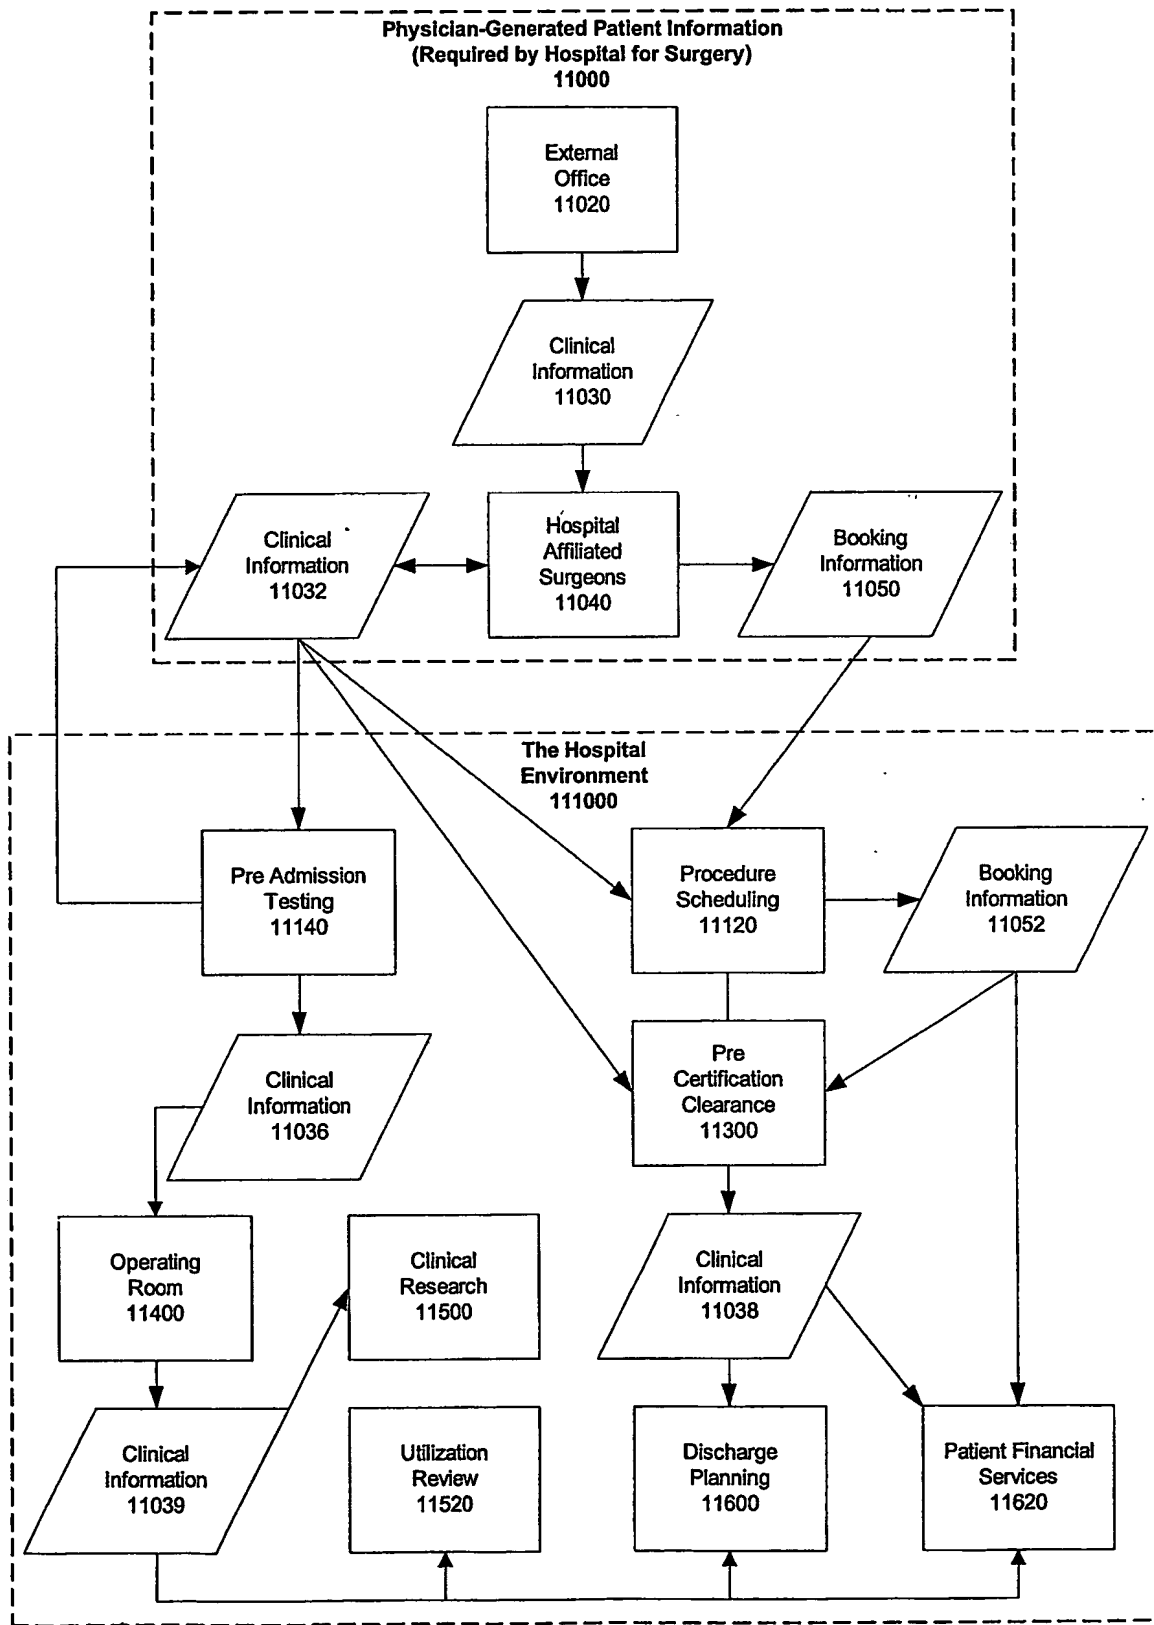 Physician-Generated Patient Information
(Required by Hospital for Surgery)
11000
External
Office
11020
Clinical
Information
11030
Clinical
Information
11032
Hospital
Affiliated
Surgeons
11040
Booking
Information
11050
The Hospital
Environment
111000
Pre Admission
Testing
11140
Procedure
Scheduling
11120
Booking
Information
11052
Clinical
Information
11036
Pre
Certification
Clearance
11300
Operating
Room
11400
Clinical
Research
11500
Clinical
Information
11038
Clinical
Information
11039
Utilization
Review
11520
Discharge
Planning
11600
Patient Financial
Services
11620